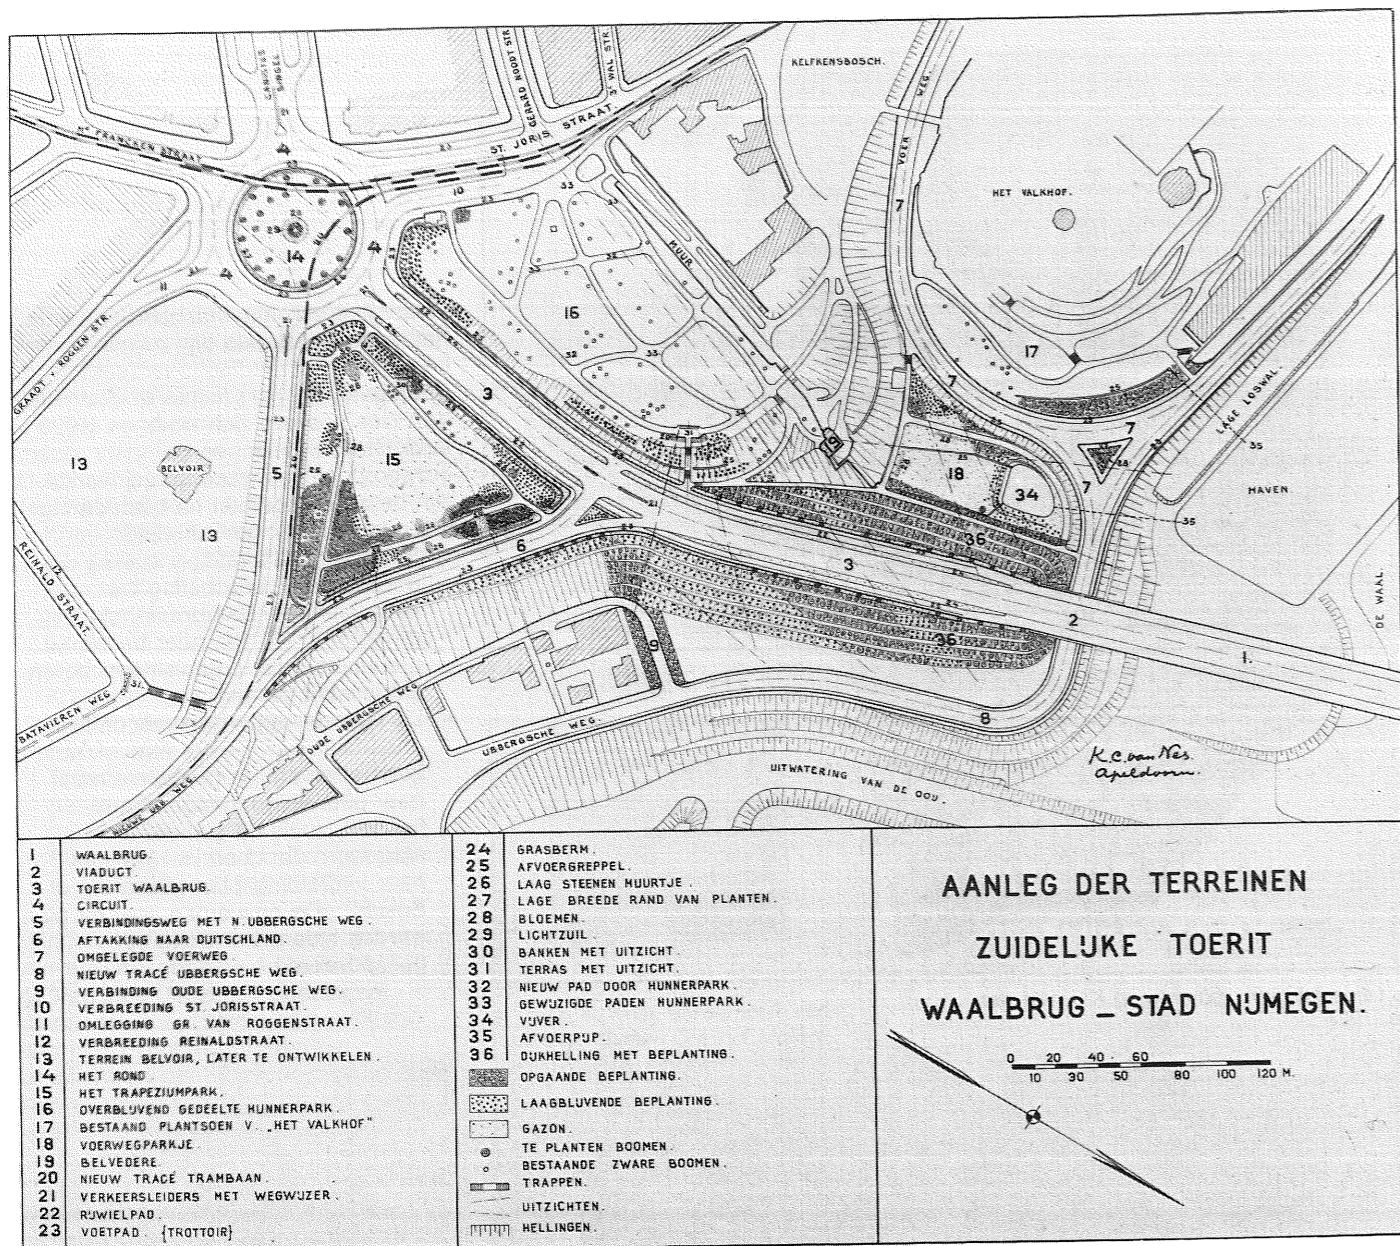 KELFKENSBOSCH.
CANISIUS SINGEL
GERARD NOODT STR.
3e WAL STR.
Mr FRANCKEN STRAAT
ST. JORIS STRAAT.
VOER WEG.
HET VALKHOF.
MUUR
GRAADT v. ROGGEN STR.
BELVOIR
REINALD STRAAT
LAGE LOSWAL.
HAVEN.
DE WAAL.
BATAVIEREN WEG
OUDE UBBERGSCHE WEG
UBBERGSCHE WEG.
NIEUWE UBB. WEG
UITWATERING VAN DE OOIJ.
K.C. van Nes.
Apeldoorn.
1 WAALBRUG.
2 VIADUCT.
3 TOERIT WAALBRUG.
4 CIRCUIT.
5 VERBINDINGSWEG MET N. UBBERGSCHE WEG.
6 AFTAKKING NAAR DUITSCHLAND.
7 OMGELEGDE VOERWEG
8 NIEUW TRACÉ UBBERGSCHE WEG.
9 VERBINDING OUDE UBBERGSCHE WEG.
10 VERBREEDING ST. JORISSTRAAT.
11 OMLEGGING GR. VAN ROGGENSTRAAT.
12 VERBREEDING REINALDSTRAAT.
13 TERREIN BELVOIR, LATER TE ONTWIKKELEN.
14 HET ROND
15 HET TRAPEZIUMPARK.
16 OVERBLIJVEND GEDEELTE HUNNERPARK.
17 BESTAAND PLANTSOEN V. „HET VALKHOF"
18 VOERWEGPARKJE.
19 BELVEDERE.
20 NIEUW TRACÉ TRAMBAAN.
21 VERKEERSLEIDERS MET WEGWIJZER.
22 RIJWIELPAD.
23 VOETPAD. {TROTTOIR}
24 GRASBERM.
25 AFVOERGREPPEL.
26 LAAG STEENEN MUURTJE.
27 LAGE BREEDE RAND VAN PLANTEN.
28 BLOEMEN.
29 LICHTZUIL
30 BANKEN MET UITZICHT.
31 TERRAS MET UITZICHT.
32 NIEUW PAD DOOR HUNNERPARK.
33 GEWIJZIGDE PADEN HUNNERPARK.
34 VIJVER.
35 AFVOERPIJP.
36 DIJKHELLING MET BEPLANTING.
OPGAANDE BEPLANTING.
LAAGBLIJVENDE BEPLANTING.
GAZON.
TE PLANTEN BOOMEN.
BESTAANDE ZWARE BOOMEN.
TRAPPEN.
UITZICHTEN.
HELLINGEN.
AANLEG DER TERREINEN
ZUIDELIJKE TOERIT
WAALBRUG _ STAD NIJMEGEN.
0 20 40 60
10 30 50 80 100 120 M.